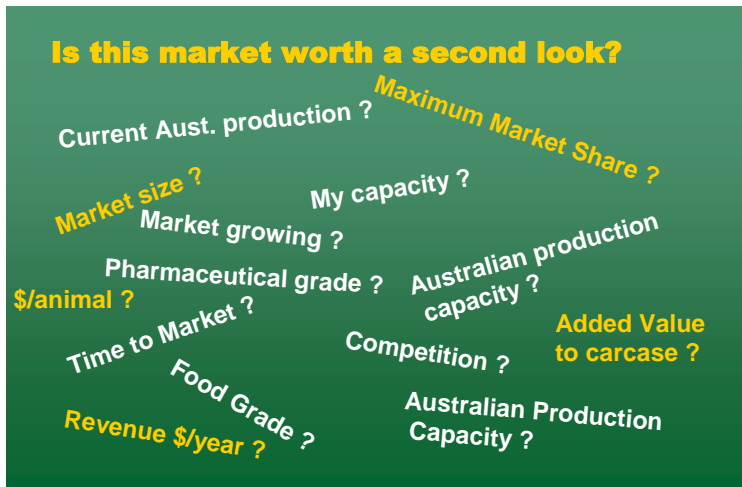 Is this market worth a second look?
Maximum Market Share ?
Current Aust. production ?
Market size ?
My capacity ?
Market growing ?
Australian production
capacity ?
Pharmaceutical grade ?
$/animal ?
Time to Market ?
Added Value
to carcase ?
Competition ?
Food Grade ?
Australian Production
Capacity ?
Revenue $/year ?